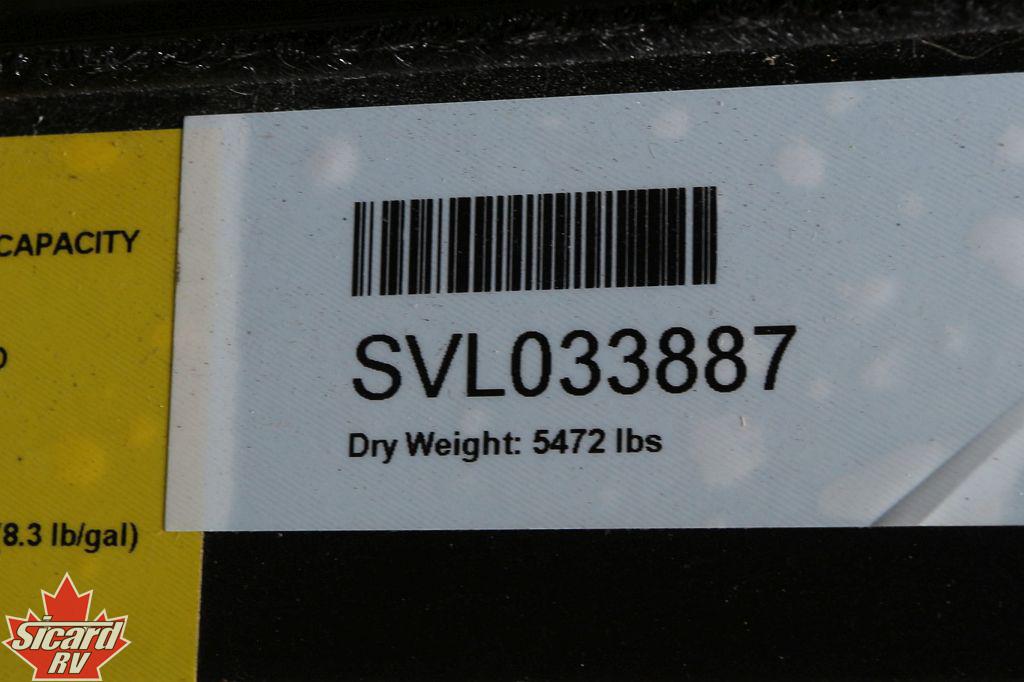 CAPACITY
SVL033887
Dry Weight: 5472 lbs
(8.3 lb/gal)
Sicard
RV